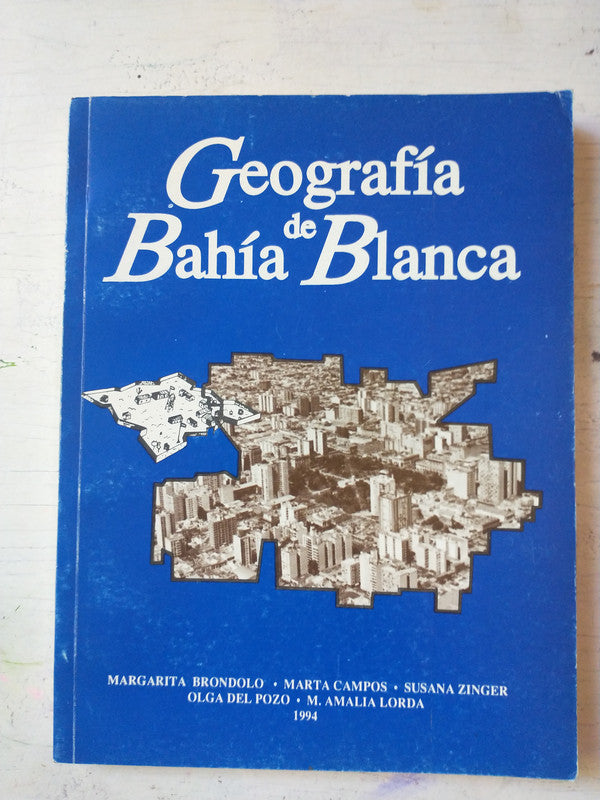 Geografía
de
Bahía Blanca
MARGARITA BRONDOLO • MARTA CAMPOS • SUSANA ZINGER
OLGA DEL POZO • M. AMALIA LORDA
1994